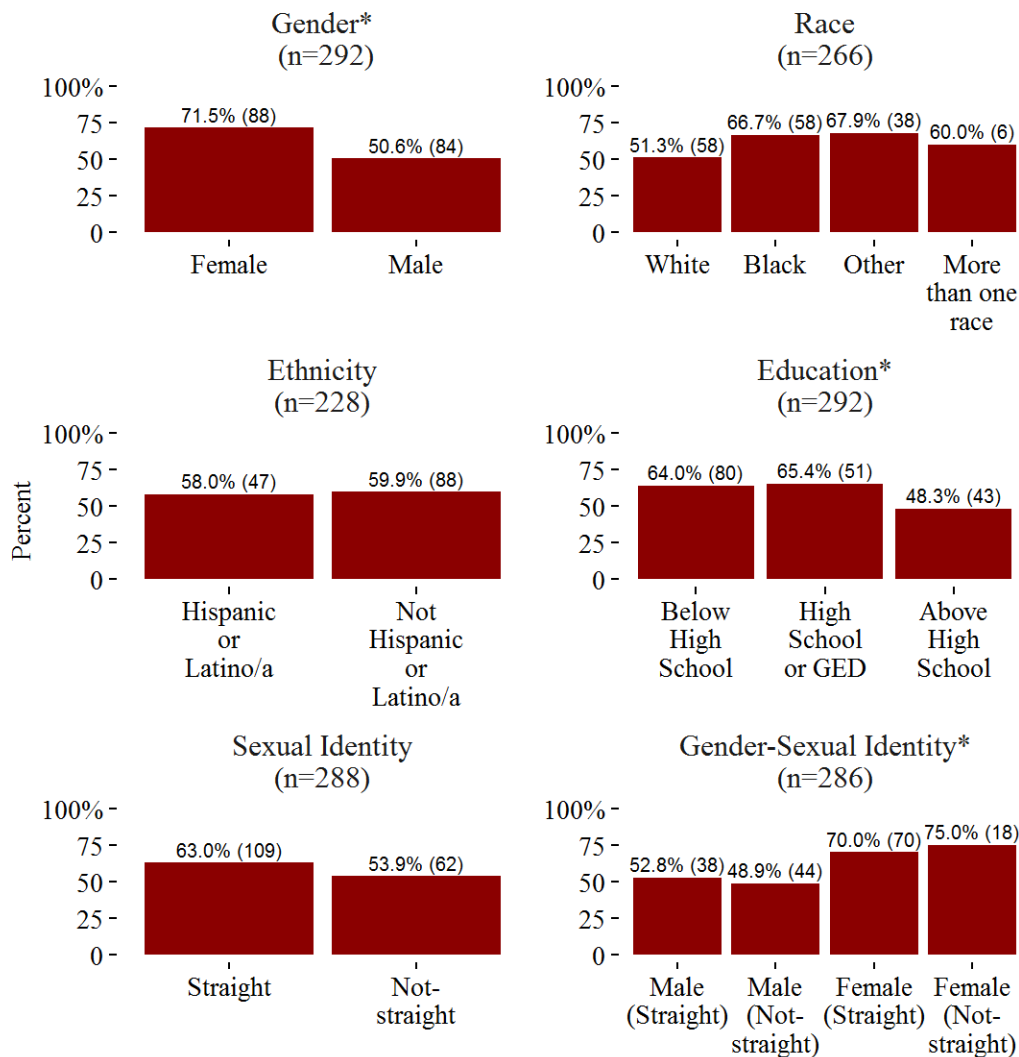 Gender*
(n=292)
100%
75
50
25
0
71.5% (88)
50.6% (84)
Female
Male
Race
(n=266)
100%
75
50
25
0
51.3% (58)
66.7% (58)
67.9% (38)
60.0% (6)
White
Black
Other
More
than one
race
Percent
Ethnicity
(n=228)
100%
75
50
25
0
58.0% (47)
59.9% (88)
Hispanic
or
Latino/a
Not
Hispanic
or
Latino/a
Education*
(n=292)
100%
75
50
25
0
64.0% (80)
65.4% (51)
48.3% (43)
Below
High
School
High
School
or GED
Above
High
School
Sexual Identity
(n=288)
100%
75
50
25
0
63.0% (109)
53.9% (62)
Straight
Not-
straight
Gender-Sexual Identity*
(n=286)
100%
75
50
25
0
52.8% (38)
48.9% (44)
70.0% (70)
75.0% (18)
Male
(Straight)
Male
(Not-
straight)
Female
(Straight)
Female
(Not-
straight)